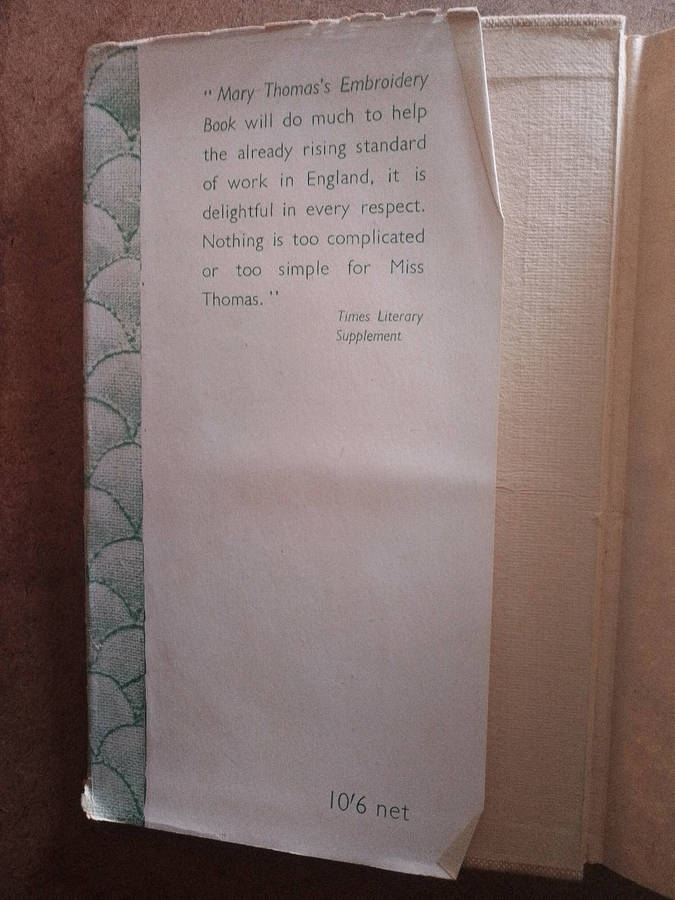 " Mary Thomas's Embroidery
Book will do much to help
the already rising standard
of work in England, it is
delightful in every respect.
Nothing is too complicated
or too simple for Miss
Thomas. "
Times Literary
Supplement
10'6 net